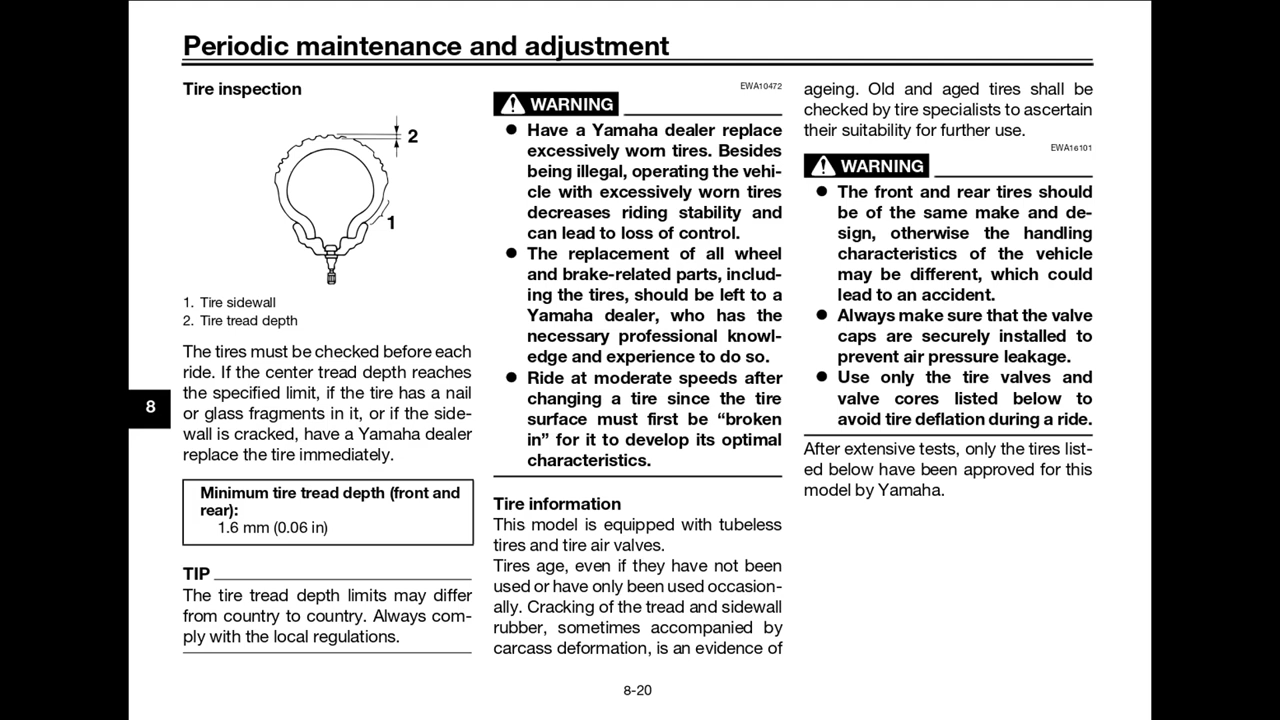 Periodic maintenance and adjustment
Tire inspection
2
1
1. Tire sidewall
2. Tire tread depth
The tires must be checked before each
ride. If the center tread depth reaches
the specified limit, if the tire has a nail
or glass fragments in it, or if the side-
wall is cracked, have a Yamaha dealer
replace the tire immediately.
Minimum tire tread depth (front and
rear):
1.6 mm (0.06 in)
TIP
The tire tread depth limits may differ
from country to country. Always com-
ply with the local regulations.
8
EWA10472
WARNING
● Have a Yamaha dealer replace
excessively worn tires. Besides
being illegal, operating the vehi-
cle with excessively worn tires
decreases riding stability and
can lead to loss of control.
● The replacement of all wheel
and brake-related parts, includ-
ing the tires, should be left to a
Yamaha dealer, who has the
necessary professional knowl-
edge and experience to do so.
● Ride at moderate speeds after
changing a tire since the tire
surface must first be “broken
in” for it to develop its optimal
characteristics.
Tire information
This model is equipped with tubeless
tires and tire air valves.
Tires age, even if they have not been
used or have only been used occasion-
ally. Cracking of the tread and sidewall
rubber, sometimes accompanied by
carcass deformation, is an evidence of
ageing. Old and aged tires shall be
checked by tire specialists to ascertain
their suitability for further use.
EWA16101
WARNING
● The front and rear tires should
be of the same make and de-
sign, otherwise the handling
characteristics of the vehicle
may be different, which could
lead to an accident.
● Always make sure that the valve
caps are securely installed to
prevent air pressure leakage.
● Use only the tire valves and
valve cores listed below to
avoid tire deflation during a ride.
After extensive tests, only the tires list-
ed below have been approved for this
model by Yamaha.
8-20